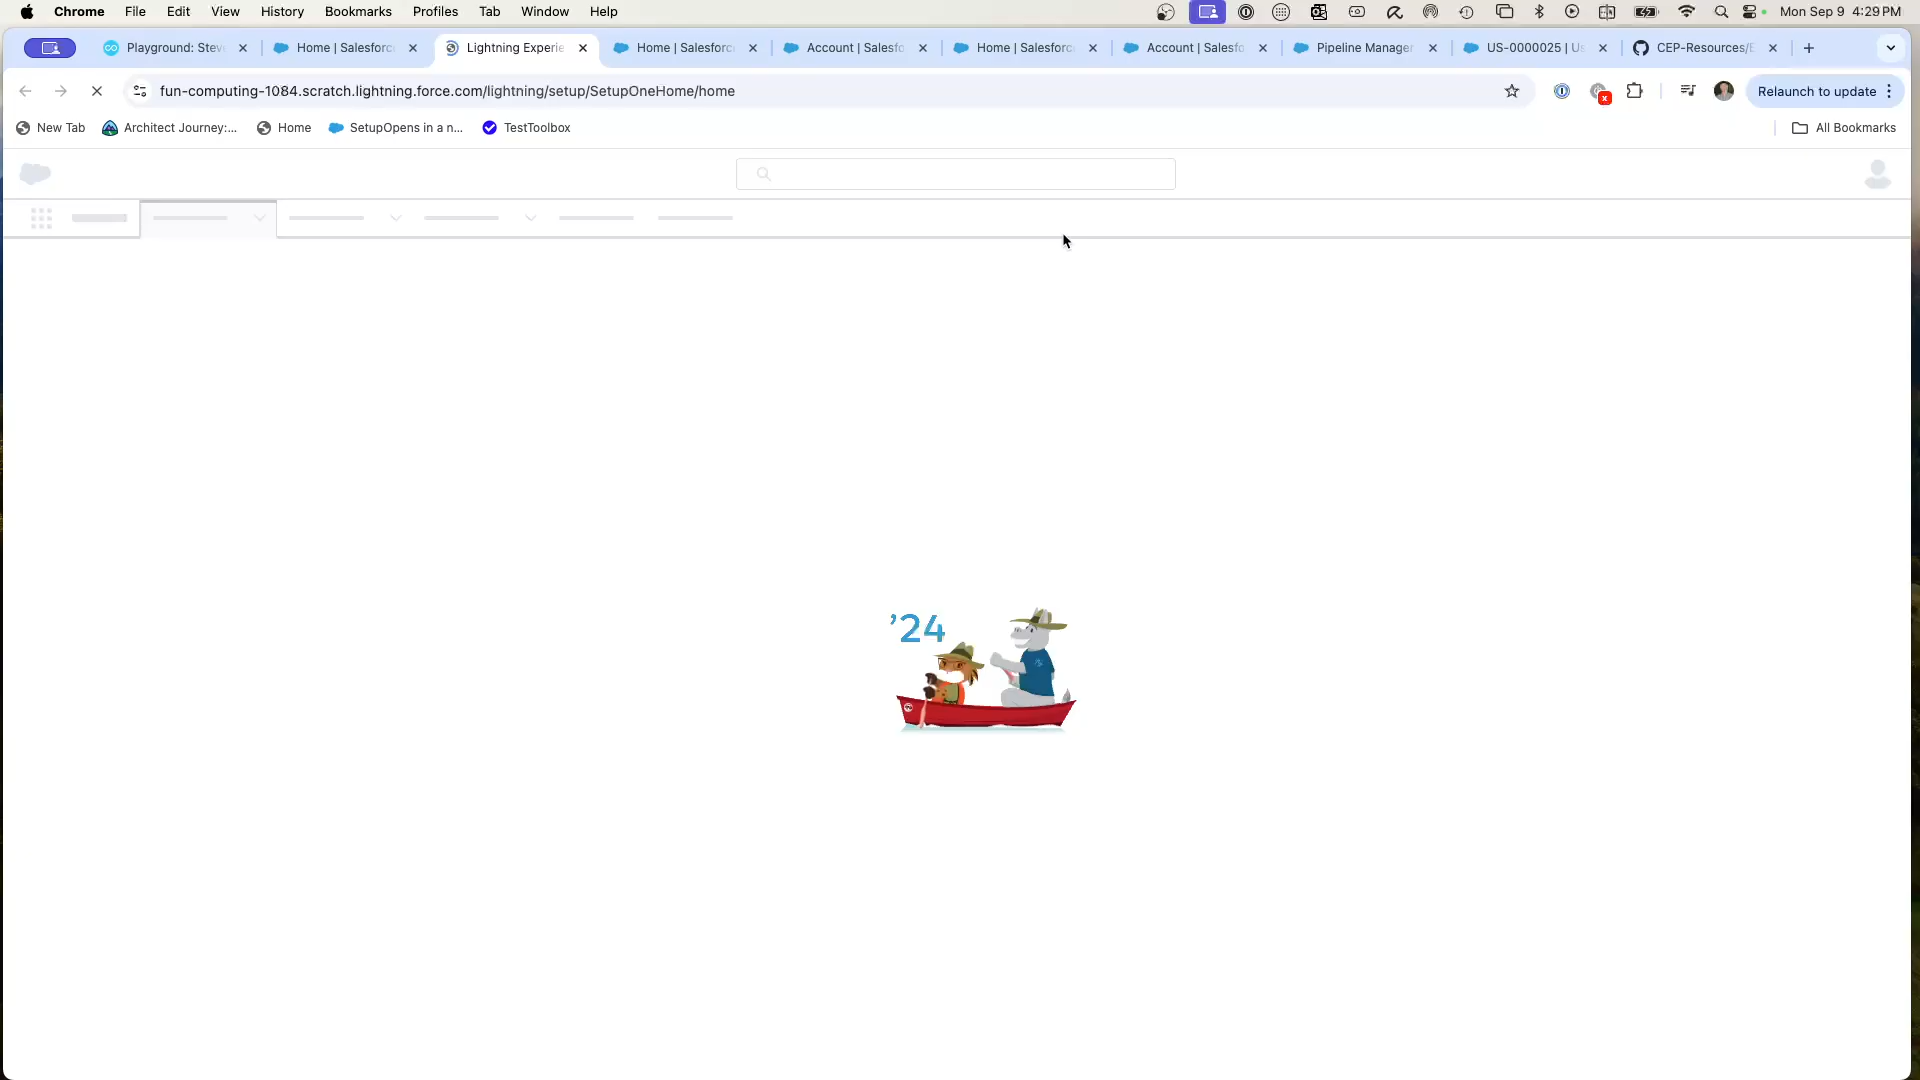 Chrome File Edit View History Bookmarks Profiles Tab Window Help Mon Sep 9 4:29 PM
Playground: Steve Home | Salesforc Lightning Experie Home | Salesforc Account | Salesfo Home | Salesforc Account | Salesfo Pipeline Manager US-0000025 | Us CEP-Resources/E
fun-computing-1084.scratch.lightning.force.com/lightning/setup/SetupOneHome/home Relaunch to update
New Tab Architect Journey:... Home SetupOpens in a n... TestToolbox All Bookmarks
’24